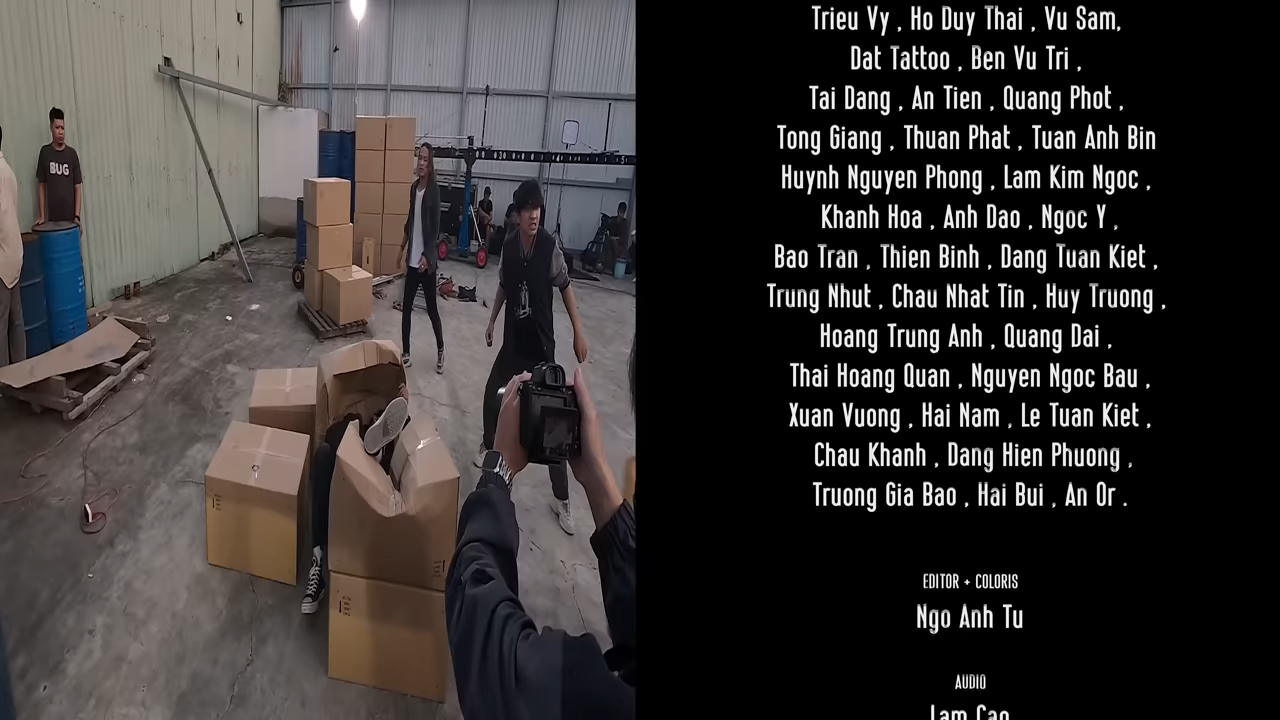 BUG
Trieu Vy , Ho Duy Thai , Vu Sam,
Dat Tattoo , Ben Vu Tri ,
Tai Dang , An Tien , Quang Phot ,
Tong Giang , Thuan Phat , Tuan Anh Bin
Huynh Nguyen Phong , Lam Kim Ngoc ,
Khanh Hoa , Anh Dao , Ngoc Y ,
Bao Tran , Thien Binh , Dang Tuan Kiet ,
Trung Nhut , Chau Nhat Tin , Huy Truong ,
Hoang Trung Anh , Quang Dai ,
Thai Hoang Quan , Nguyen Ngoc Bau ,
Xuan Vuong , Hai Nam , Le Tuan Kiet ,
Chau Khanh , Dang Hien Phuong ,
Truong Gia Bao , Hai Bui , An Or .
EDITOR + COLORIS
Ngo Anh Tu
AUDIO
Lam Cao